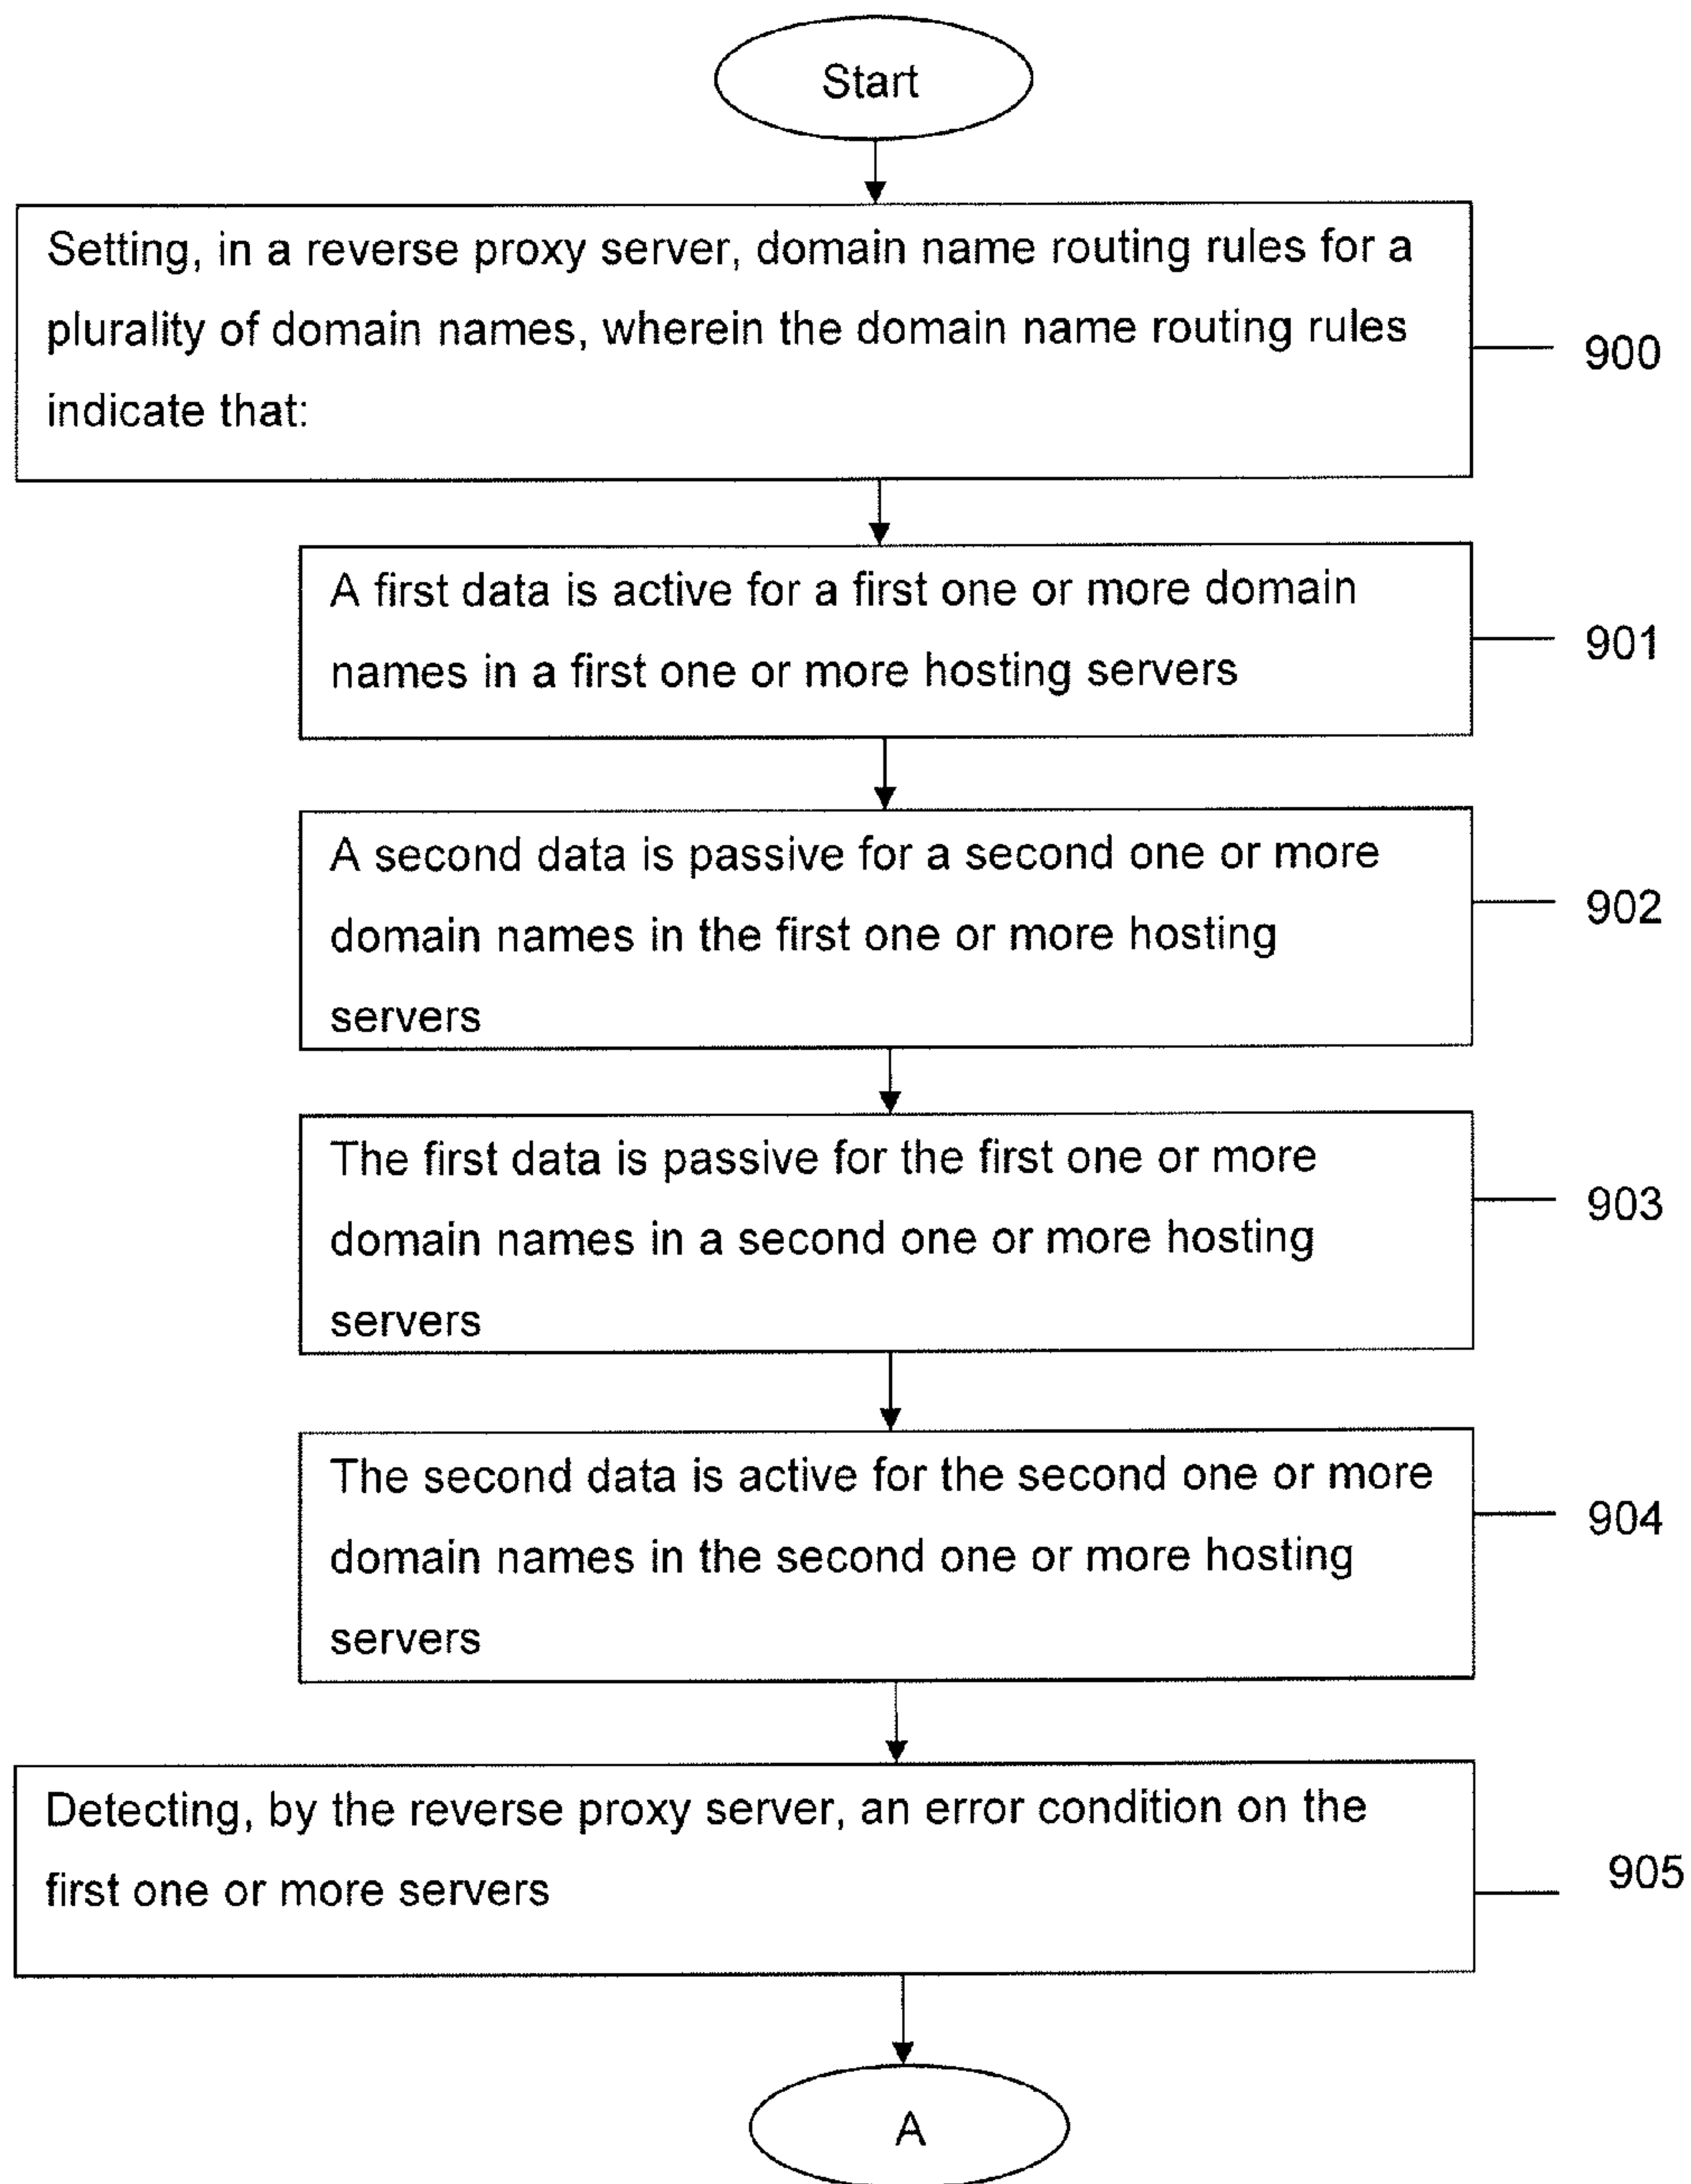 Start
Setting, in a reverse proxy server, domain name routing rules for a
plurality of domain names, wherein the domain name routing rules
indicate that:
900
A first data is active for a first one or more domain
names in a first one or more hosting servers
901
A second data is passive for a second one or more
domain names in the first one or more hosting
servers
902
The first data is passive for the first one or more
domain names in a second one or more hosting
servers
903
The second data is active for the second one or more
domain names in the second one or more hosting
servers
904
Detecting, by the reverse proxy server, an error condition on the
first one or more servers
905
A